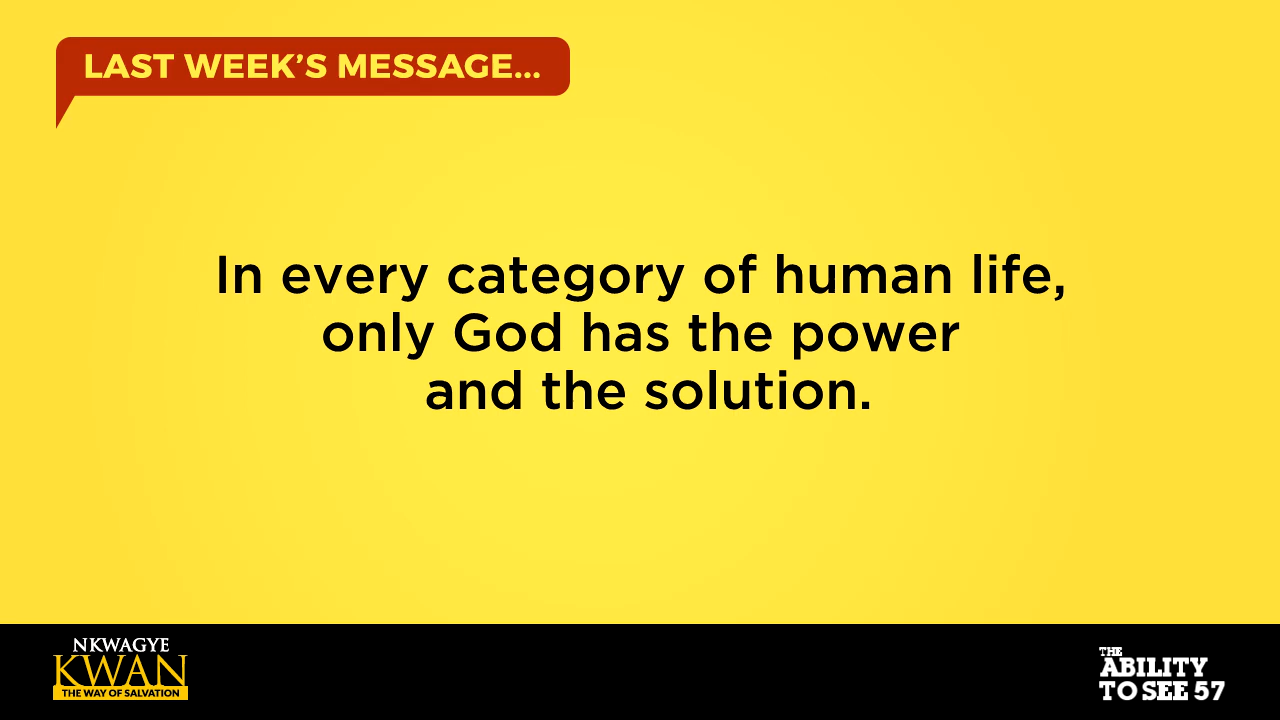 LAST WEEK’S MESSAGE...
In every category of human life,
only God has the power
and the solution.
NKWAGYE
KWAN
THE WAY OF SALVATION
THE
ABILITY
TO SEE 57